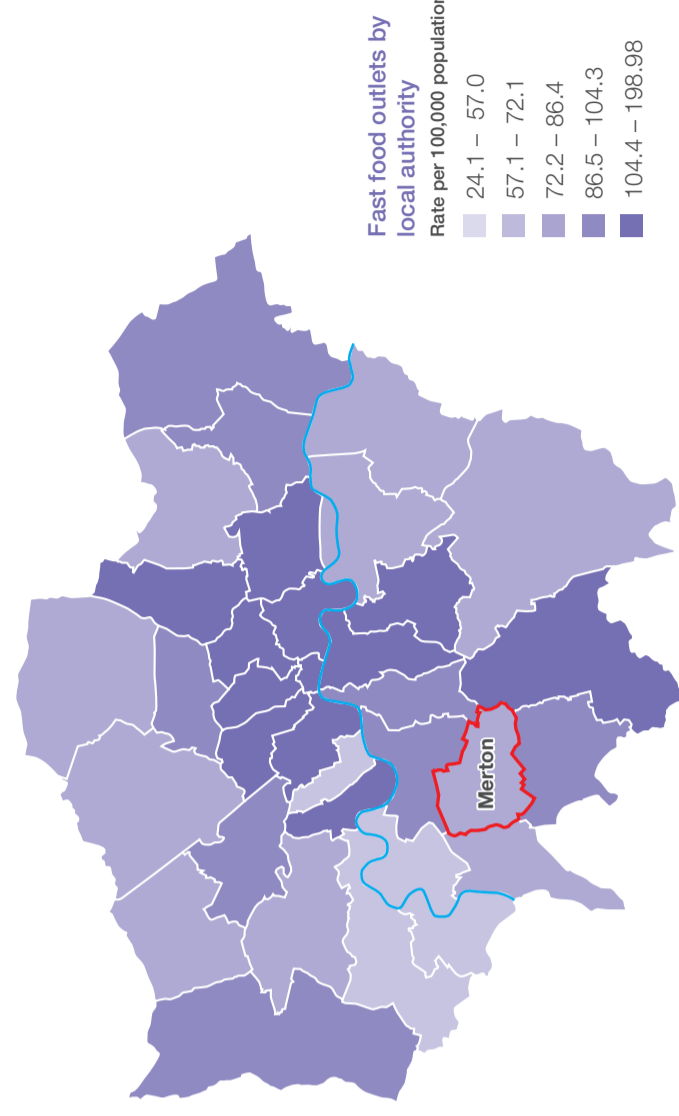 Fast food outlets by
local authority
Rate per 100,000 population
24.1 – 57.0
57.1 – 72.1
72.2 – 86.4
86.5 – 104.3
104.4 – 198.98
Merton